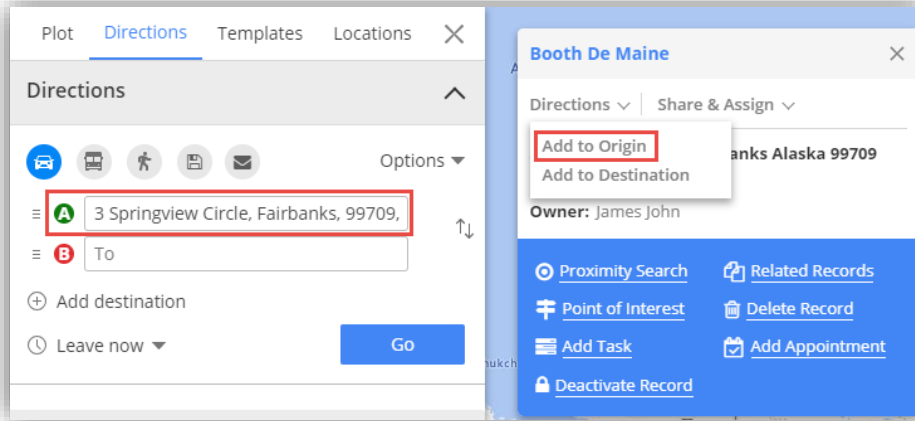 Plot Directions Templates Locations
Directions
Options
A 3 Springview Circle, Fairbanks, 99709,
B To
Add destination
Leave now Go
Booth De Maine
Directions Share & Assign
Add to Origin
Add to Destination
anks Alaska 99709
Owner: James John
Proximity Search Related Records
Point of Interest Delete Record
Add Task Add Appointment
Deactivate Record